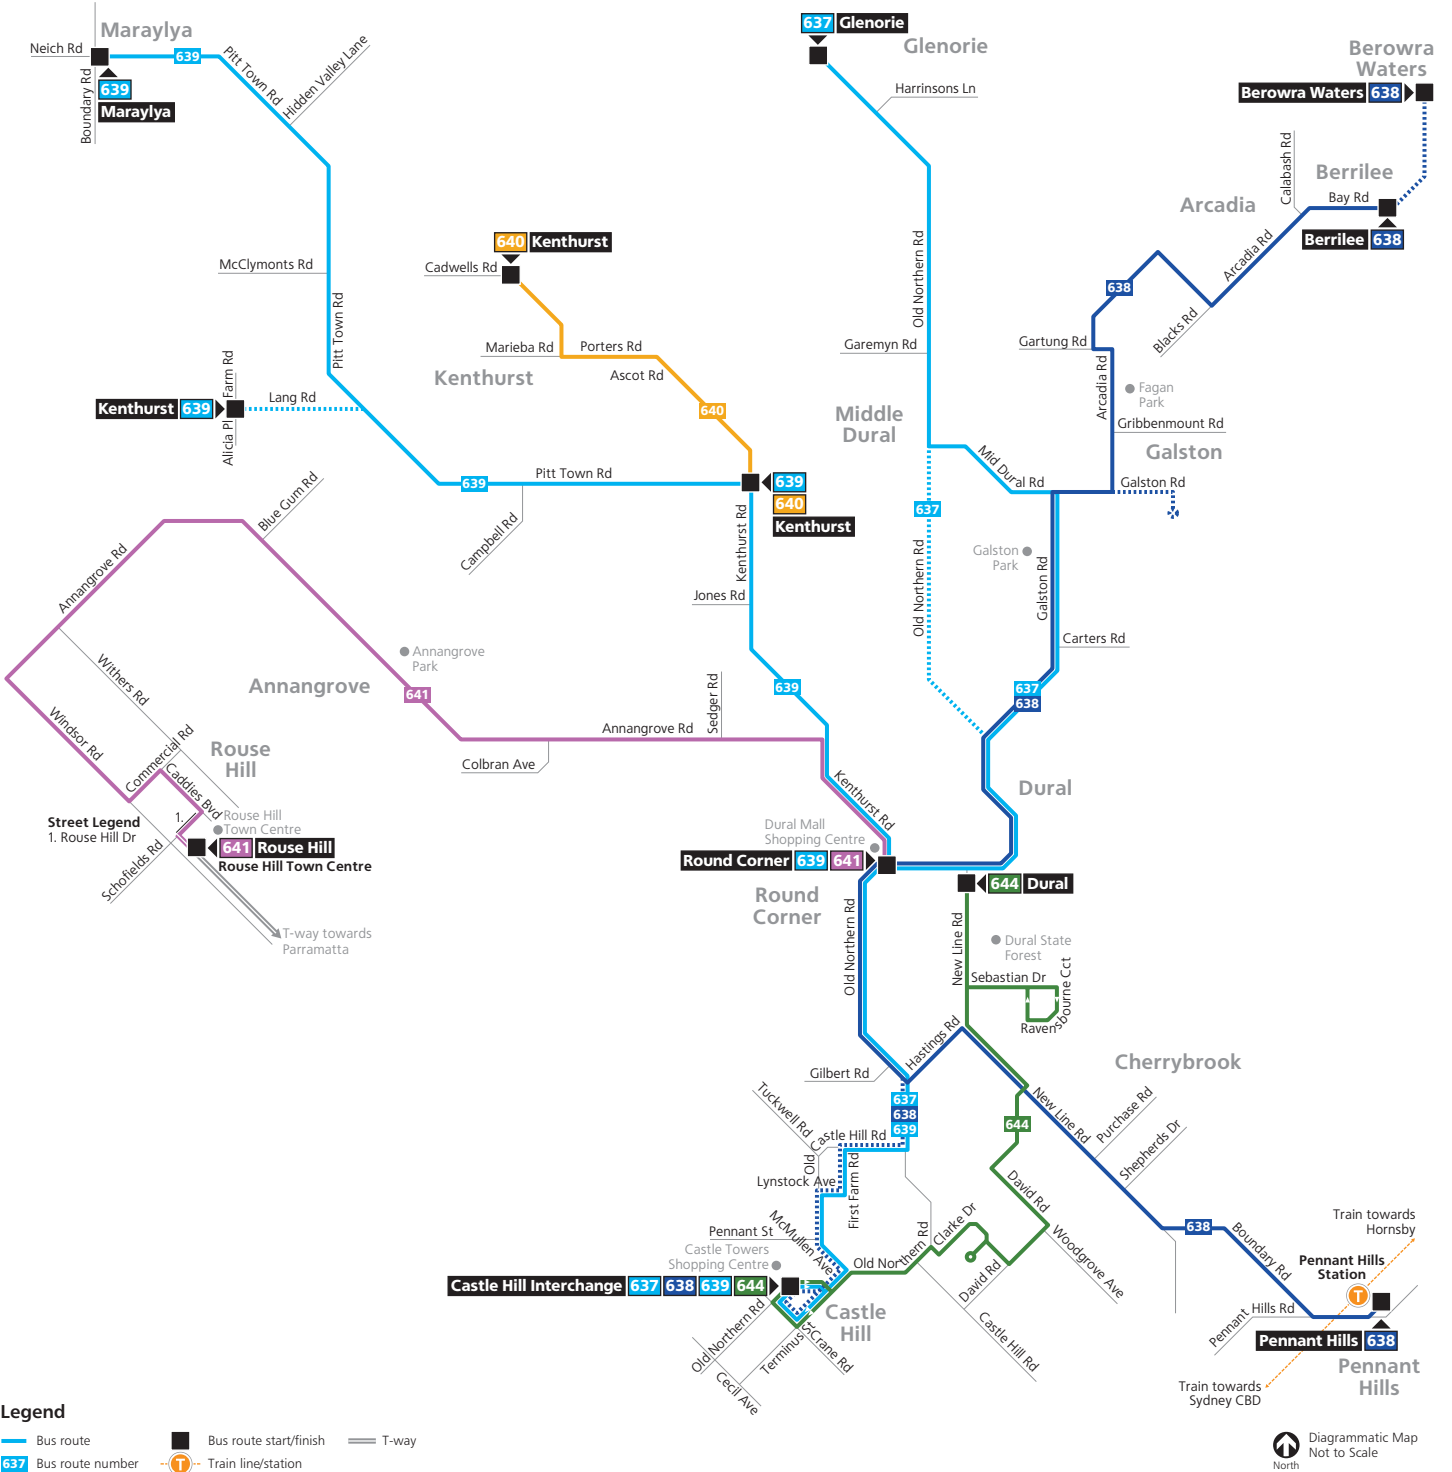 Maraylya
Neich Rd
639
Pitt Town Rd
Hidden Valley Lane
Boundary Rd
639
Maraylya
637 Glenorie
Glenorie
Harrinsons Ln
Berowra
Waters
Berowra Waters 638
Calabash Rd
Berrilee
Bay Rd
Arcadia
Berrilee 638
Arcadia Rd
638
Blacks Rd
Gartung Rd
Arcadia Rd
Fagan
Park
Gribbenmount Rd
Galston
Galston Rd
McClymonts Rd
Pitt Town Rd
640 Kenthurst
Cadwells Rd
Marieba Rd
Porters Rd
Ascot Rd
Kenthurst
640
Old Northern Rd
Garemyn Rd
Middle
Dural
Mid Dural Rd
Kenthurst 639
Alicia Pl
Farm Rd
Lang Rd
639
Pitt Town Rd
Campbell Rd
639
640
Kenthurst
Kenthurst Rd
Jones Rd
637
Old Northern Rd
Galston
Park
Galston Rd
Carters Rd
637
638
Blue Gum Rd
Annangrove Rd
Withers Rd
Annangrove
Park
Annangrove
641
639
Sedger Rd
Annangrove Rd
Colbran Ave
Windsor Rd
Commercial Rd
Rouse
Hill
Caddies Bvd
Street Legend
1. Rouse Hill Dr
1.
Rouse Hill
Town Centre
641 Rouse Hill
Rouse Hill Town Centre
Schofields Rd
T-way towards
Parramatta
Kenthurst Rd
Dural
Dural Mall
Shopping Centre
Round Corner 639 641
Round
Corner
644 Dural
Old Northern Rd
New Line Rd
Dural State
Forest
Sebastian Dr
Ravensbourne Cct
Hastings Rd
Gilbert Rd
Cherrybrook
637
638
639
644
New Line Rd
Purchase Rd
Shepherds Dr
Tuckwell Rd
Old Castle Hill Rd
Lynstock Ave
First Farm Rd
David Rd
Woodgrove Ave
Pennant St
McMullen Ave
Castle Towers
Shopping Centre
Old Northern Rd
Clarke Dr
David Rd
Castle Hill Rd
Castle Hill Interchange 637 638 639 644
Castle
Hill
Old Northern Rd
Terminus St
Crane Rd
Cecil Ave
638
Boundary Rd
Train towards
Hornsby
Pennant Hills
Station
T
Pennant Hills Rd
Pennant Hills 638
Pennant
Hills
Train towards
Sydney CBD
Legend
Bus route
Bus route start/finish
T-way
637 Bus route number
T Train line/station
Diagrammatic Map
Not to Scale
North